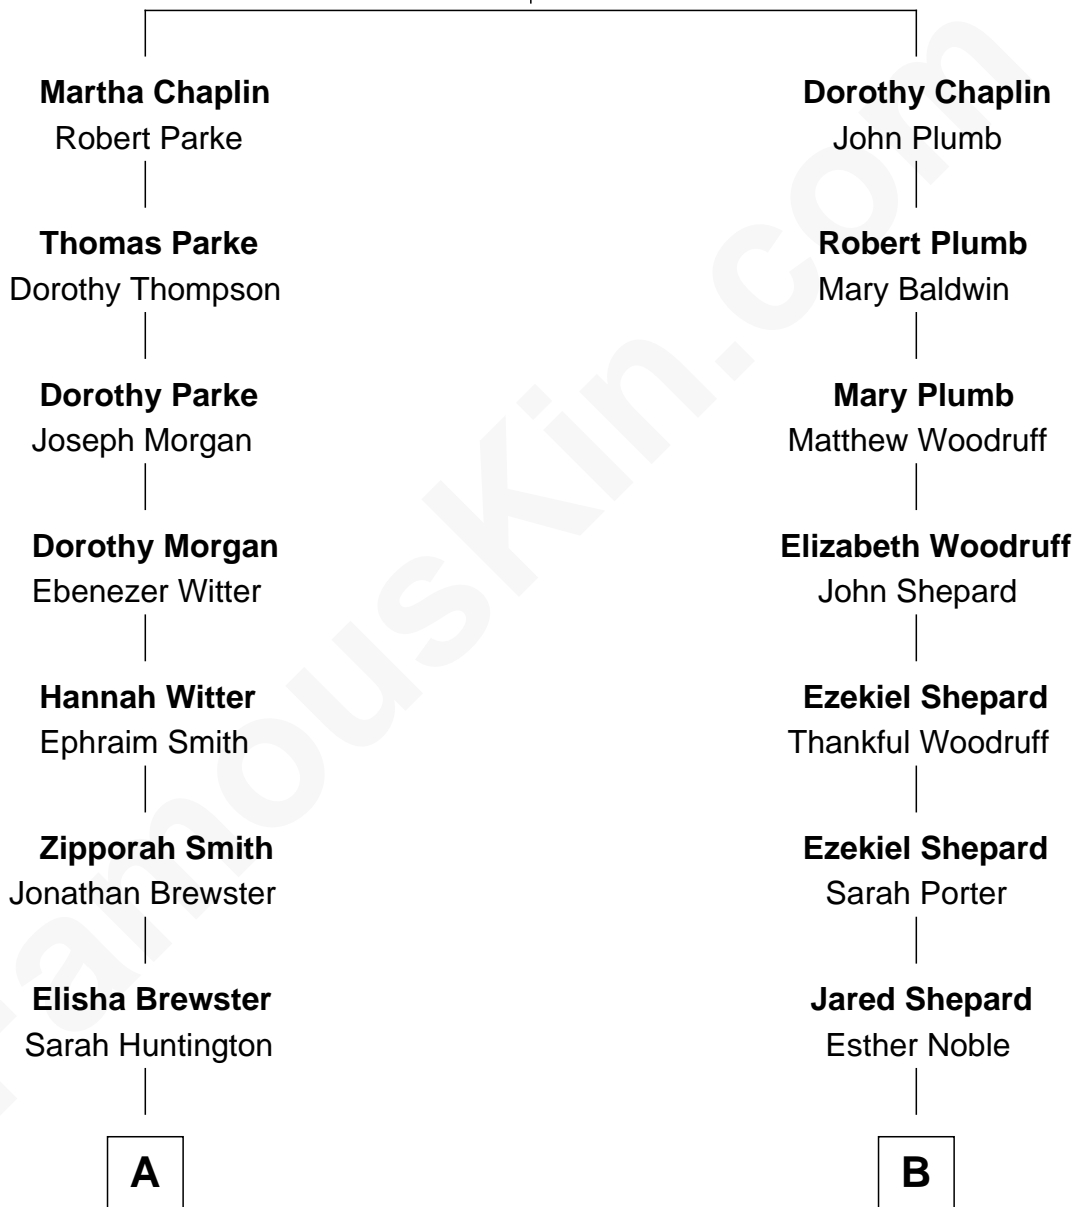 Martha Chaplin
Robert Parke
Thomas Parke
Dorothy Thompson
Dorothy Parke
Joseph Morgan
Dorothy Morgan
Ebenezer Witter
Hannah Witter
Ephraim Smith
Zipporah Smith
Jonathan Brewster
Elisha Brewster
Sarah Huntington
A
Dorothy Chaplin
John Plumb
Robert Plumb
Mary Baldwin
Mary Plumb
Matthew Woodruff
Elizabeth Woodruff
John Shepard
Ezekiel Shepard
Thankful Woodruff
Ezekiel Shepard
Sarah Porter
Jared Shepard
Esther Noble
B
FamousKin.com